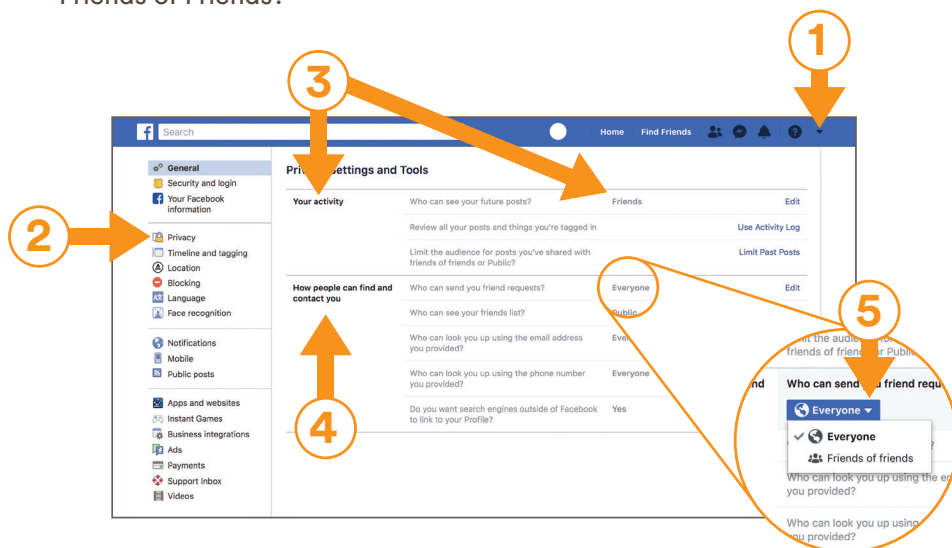 Friends of Friends?
1
3
Search
Home Find Friends
General
Security and login
Your Facebook
information
2
Privacy
Timeline and tagging
Location
Blocking
Language
Face recognition
Notifications
Mobile
Public posts
Apps and websites
Instant Games
Business integrations
Ads
Payments
Support Inbox
Videos
Settings and Tools
Your activity
Who can see your future posts? Friends Edit
Review all your posts and things you're tagged in Use Activity Log
Limit the audience for posts you've shared with
friends of friends or Public? Limit Past Posts
How people can find and
contact you
Who can send you friend requests? Everyone Edit
Who can see your friends list? Public
Who can look you up using the email address
you provided?
Who can look you up using the phone number
you provided? Everyone
Do you want search engines outside of Facebook
to link to your Profile? Yes
4
5
the
friends of Public
Who can send friend
Everyone
Everyone
Friends of friends
Who can look you up using the
you provided?
Who can look you up using
you provided?